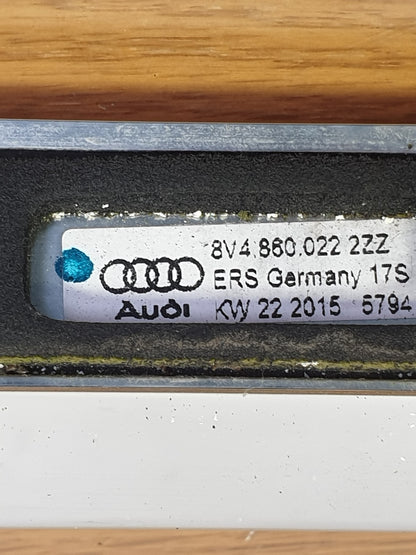 8V4.860.022 2ZZ
ERS Germany 17S
Audi KW 22 2015 5794